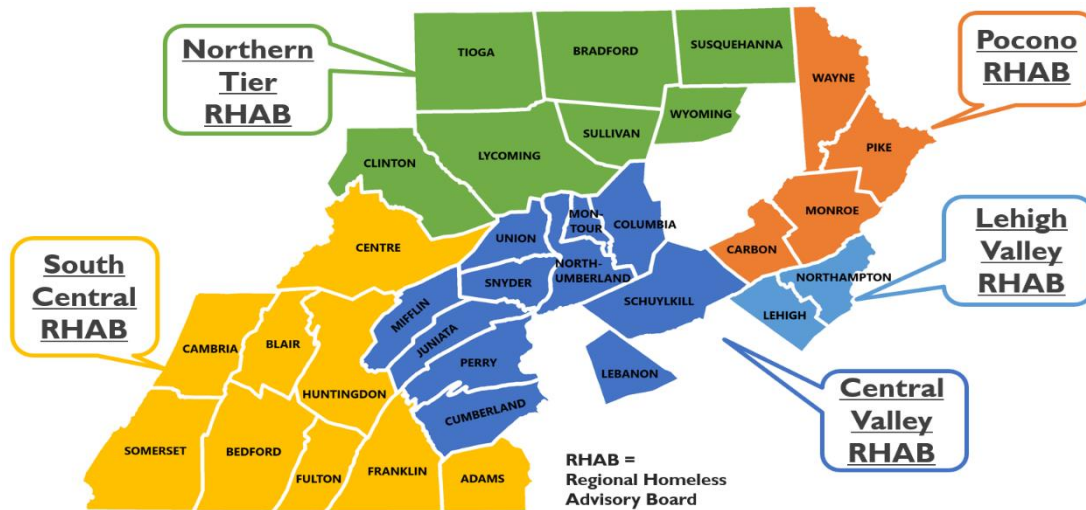 Northern
Tier
RHAB
TIOGA
BRADFORD
SUSQUEHANNA
WAYNE
Pocono
RHAB
WYOMING
SULLIVAN
PIKE
CLINTON
LYCOMING
MONROE
MON-
TOUR
COLUMBIA
CARBON
CENTRE
UNION
NORTH-
UMBERLAND
SNYDER
SCHUYLKILL
NORTHAMPTON
LEHIGH
Lehigh
Valley
RHAB
South
Central
RHAB
MIFFLIN
JUNIATA
CAMBRIA
BLAIR
PERRY
LEBANON
HUNTINGDON
CUMBERLAND
Central
Valley
RHAB
SOMERSET
BEDFORD
FULTON
FRANKLIN
ADAMS
RHAB =
Regional Homeless
Advisory Board